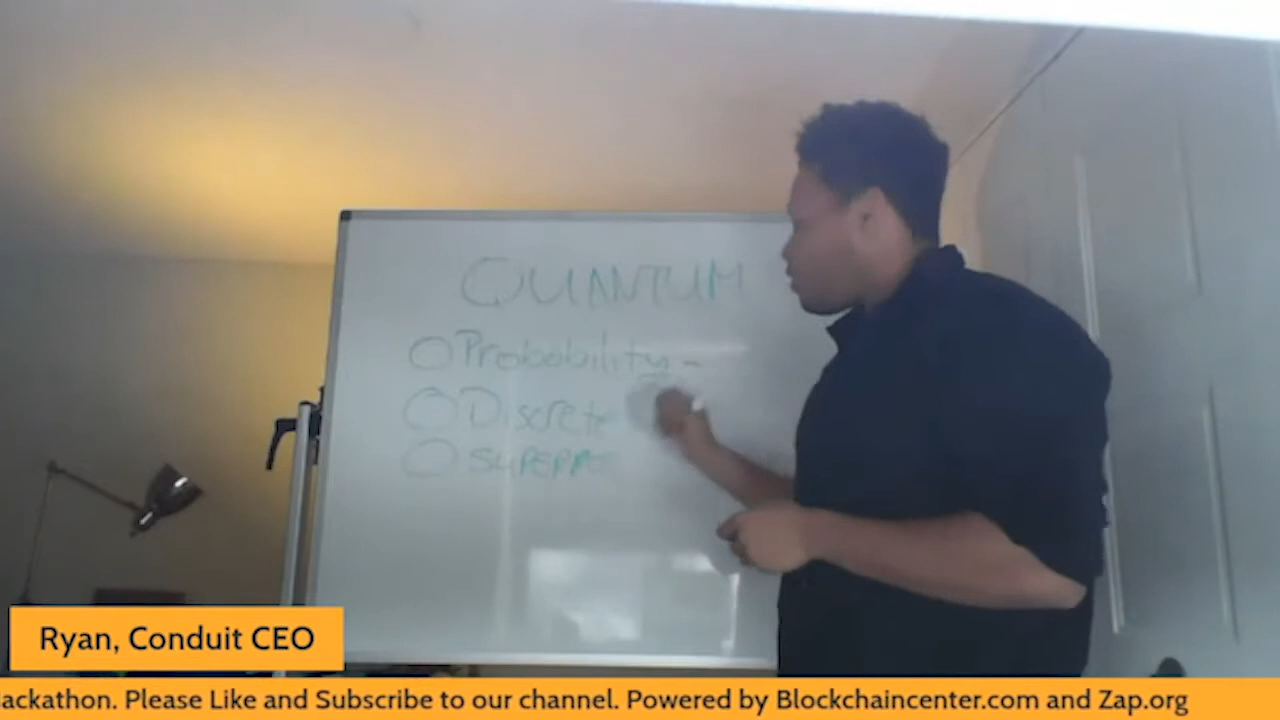 QUANTUM
Probability -
Discrete
Ryan, Conduit CEO
ackathon. Please Like and Subscribe to our channel. Powered by Blockchaincenter.com and Zap.org